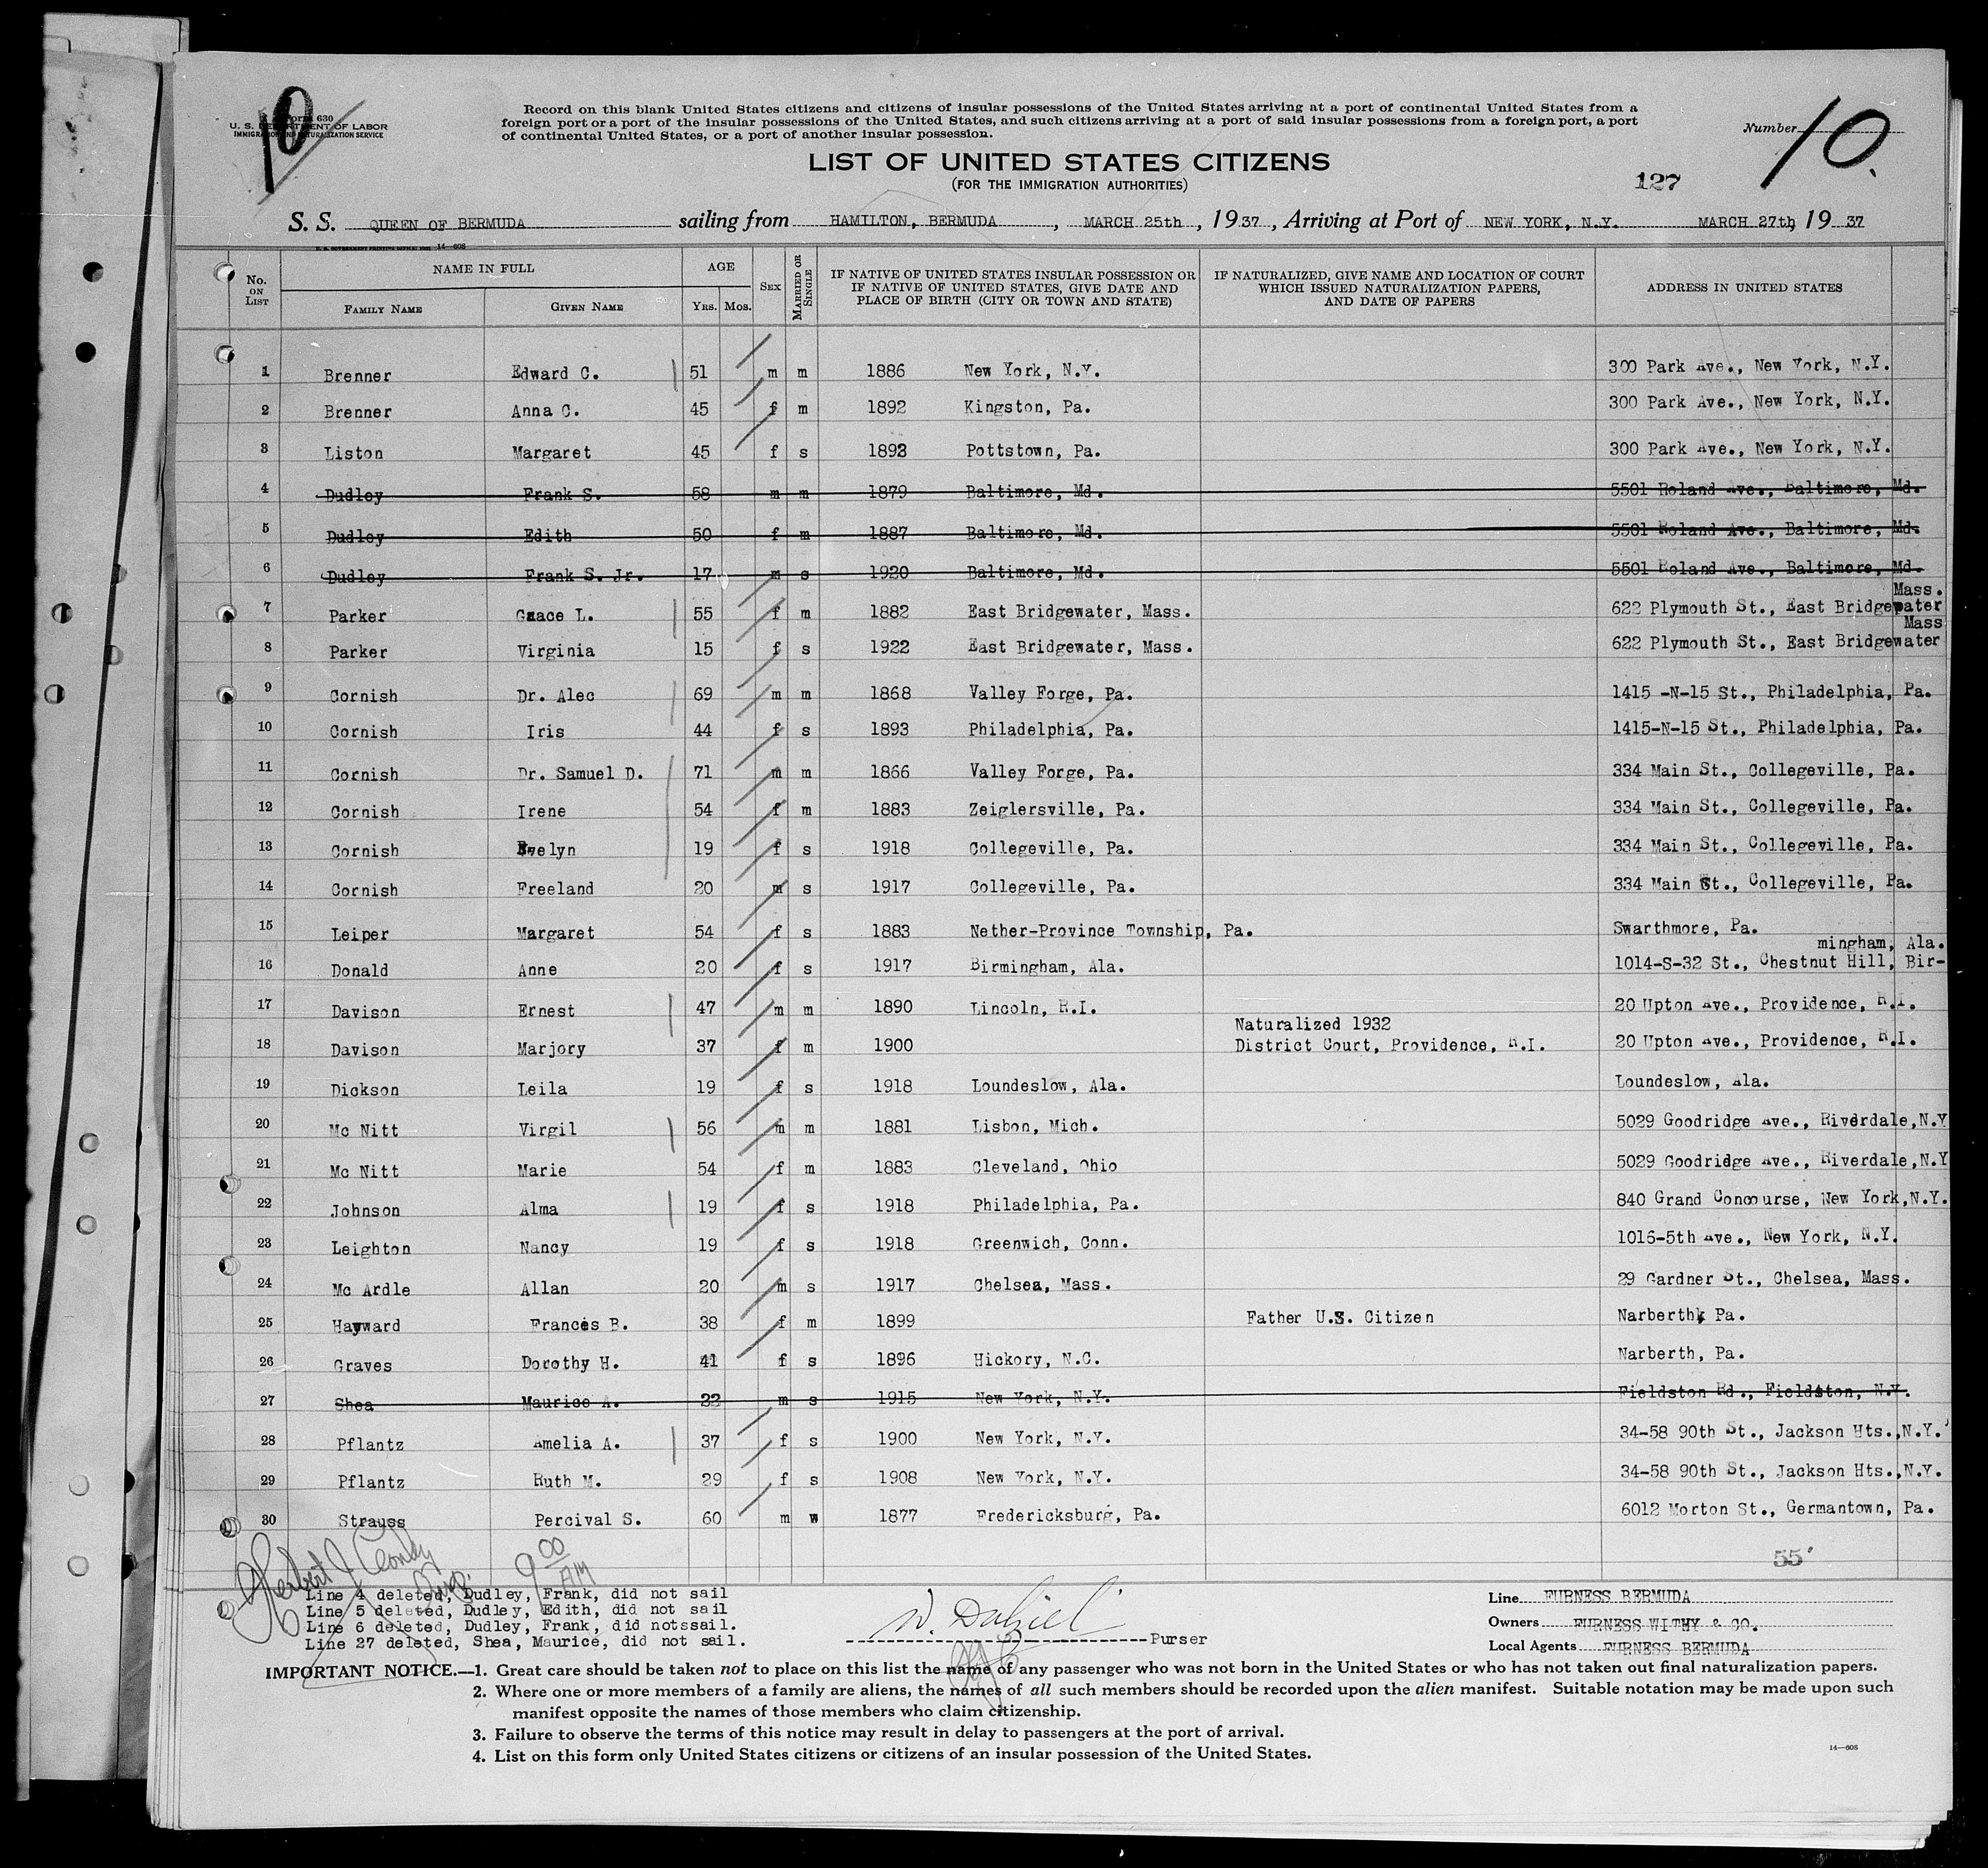 10
Form 630
U. S. DEPARTMENT OF LABOR
IMMIGRATION AND NATURALIZATION SERVICE
Record on this blank United States citizens and citizens of insular possessions of the United States arriving at a port of continental United States from a
foreign port or a port of the insular possessions of the United States, and such citizens arriving at a port of said insular possessions from a foreign port, a port
of continental United States, or a port of another insular possession.
Number 10.
LIST OF UNITED STATES CITIZENS
(FOR THE IMMIGRATION AUTHORITIES)
127
S. S. QUEEN OF BERMUDA sailing from HAMILTON, BERMUDA, MARCH 25th, 1937, Arriving at Port of NEW YORK, N.Y. MARCH 27th, 1937
14-608
No. ON LIST NAME IN FULL FAMILY NAME GIVEN NAME AGE YRS. MOS. SEX MARRIED OR SINGLE IF NATIVE OF UNITED STATES INSULAR POSSESSION OR IF NATIVE OF UNITED STATES, GIVE DATE AND PLACE OF BIRTH (CITY OR TOWN AND STATE) IF NATURALIZED, GIVE NAME AND LOCATION OF COURT WHICH ISSUED NATURALIZATION PAPERS, AND DATE OF PAPERS ADDRESS IN UNITED STATES
1 Brenner Edward C. 51 m m 1886 New York, N.Y. 300 Park Ave., New York, N.Y.
2 Brenner Anna C. 45 f m 1892 Kingston, Pa. 300 Park Ave., New York, N.Y.
3 Liston Margaret 45 f s 1892 Pottstown, Pa. 300 Park Ave., New York, N.Y.
4 Dudley Frank S. 58 m m 1879 Baltimore, Md. 5501 Roland Ave., Baltimore, Md.
5 Dudley Edith 50 f m 1887 Baltimore, Md. 5501 Roland Ave., Baltimore, Md.
6 Dudley Frank S. Jr. 17 m s 1920 Baltimore, Md. 5501 Roland Ave., Baltimore, Md.
Mass.
7 Parker Grace L. 55 f m 1882 East Bridgewater, Mass. 622 Plymouth St., East Bridgewater
Mass
8 Parker Virginia 15 f s 1922 East Bridgewater, Mass. 622 Plymouth St., East Bridgewater
9 Cornish Dr. Alec 69 m m 1868 Valley Forge, Pa. 1415 -N-15 St., Philadelphia, Pa.
10 Cornish Iris 44 f s 1893 Philadelphia, Pa. 1415-N-15 St., Philadelphia, Pa.
11 Cornish Dr. Samuel D. 71 m m 1866 Valley Forge, Pa. 334 Main St., Collegeville, Pa.
12 Cornish Irene 54 f m 1883 Zeiglersville, Pa. 334 Main St., Collegeville, Pa.
13 Cornish Evelyn 19 f s 1918 Collegeville, Pa. 334 Main St., Collegeville, Pa.
14 Cornish Freeland 20 m s 1917 Collegeville, Pa. 334 Main St., Collegeville, Pa.
15 Leiper Margaret 54 f s 1883 Nether-Province Township, Pa. Swarthmore, Pa.
mingham, Ala.
16 Donald Anne 20 f s 1917 Birmingham, Ala. 1014-S-32 St., Chestnut Hill, Bir-
17 Davison Ernest 47 m m 1890 Lincoln, R.I. 20 Upton Ave., Providence, R.I.
Naturalized 1932
18 Davison Marjory 37 f m 1900 District Court, Providence, R.I. 20 Upton Ave., Providence, R.I.
19 Dickson Leila 19 f s 1918 Loundeslow, Ala. Loundeslow, Ala.
20 Mc Nitt Virgil 56 m m 1881 Lisbon, Mich. 5029 Goodridge Ave., Riverdale,N.Y
21 Mc Nitt Marie 54 f m 1883 Cleveland, Ohio 5029 Goodridge Ave., Riverdale,N.Y
22 Johnson Alma 19 f s 1918 Philadelphia, Pa. 840 Grand Concourse, New York,N.Y.
23 Leighton Nancy 19 f s 1918 Greenwich, Conn. 1016-5th Ave., New York, N.Y.
24 Mc Ardle Allan 20 m s 1917 Chelsea, Mass. 29 Gardner St., Chelsea, Mass.
25 Hayward Frances B. 38 f m 1899 Father U.S. Citizen Narberth, Pa.
26 Graves Dorothy H. 41 f s 1896 Hickory, N.C. Narberth, Pa.
27 Shea Maurice A. 22 m s 1915 New York, N.Y. Fieldston Rd., Fieldston, N.Y.
28 Pflantz Amelia A. 37 f s 1900 New York, N.Y. 34-58 90th St., Jackson Hts.,N.Y.
29 Pflantz Ruth M. 29 f s 1908 New York, N.Y. 34-58 90th St., Jackson Hts.,N.Y.
30 Strauss Percival S. 60 m w 1877 Fredericksburg, Pa. 6012 Morton St., Germantown, Pa.
55
Herbert J 9 00 AM
Line 4 deleted, Dudley, Frank, did not sail
Line 5 deleted, Dudley, Edith, did not sail
Line 6 deleted, Dudley, Frank, did notssail.
Line 27 deleted, Shea, Maurice, did not sail.
W. Dalziel Purser
Line FURNESS BERMUDA
Owners FURNESS WITHY & CO.
Local Agents FURNESS BERMUDA
IMPORTANT NOTICE.—1. Great care should be taken not to place on this list the name of any passenger who was not born in the United States or who has not taken out final naturalization papers.
2. Where one or more members of a family are aliens, the names of all such members should be recorded upon the alien manifest. Suitable notation may be made upon such
manifest opposite the names of those members who claim citizenship.
3. Failure to observe the terms of this notice may result in delay to passengers at the port of arrival.
4. List on this form only United States citizens or citizens of an insular possession of the United States.
14—608